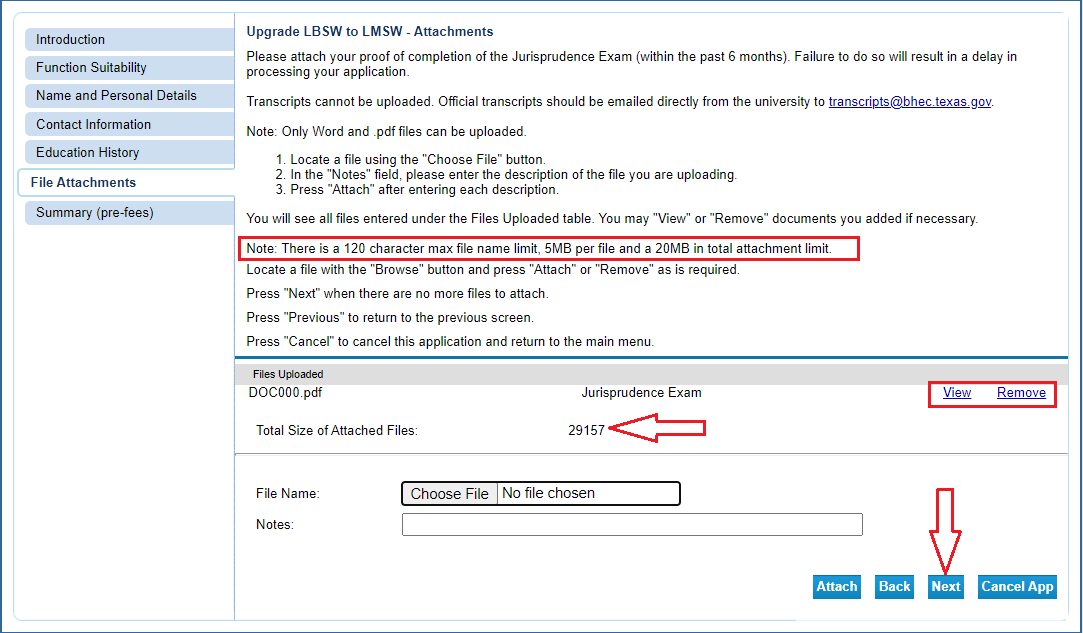 Introduction
Function Suitability
Name and Personal Details
Contact Information
Education History
File Attachments
Summary (pre-fees)
Upgrade LBSW to LMSW - Attachments
Please attach your proof of completion of the Jurisprudence Exam (within the past 6 months). Failure to do so will result in a delay in
processing your application.
Transcripts cannot be uploaded. Official transcripts should be emailed directly from the university to transcripts@bhec.texas.gov.
Note: Only Word and .pdf files can be uploaded.
1. Locate a file using the "Choose File" button.
2. In the "Notes" field, please enter the description of the file you are uploading.
3. Press "Attach" after entering each description.
You will see all files entered under the Files Uploaded table. You may "View" or "Remove" documents you added if necessary.
Note: There is a 120 character max file name limit, 5MB per file and a 20MB in total attachment limit.
Locate a file with the "Browse" button and press "Attach" or "Remove" as is required.
Press "Next" when there are no more files to attach.
Press "Previous" to return to the previous screen.
Press "Cancel" to cancel this application and return to the main menu.
Files Uploaded
DOC000.pdf Jurisprudence Exam View Remove
Total Size of Attached Files: 29157
File Name: Choose File No file chosen
Notes:
Attach Back Next Cancel App